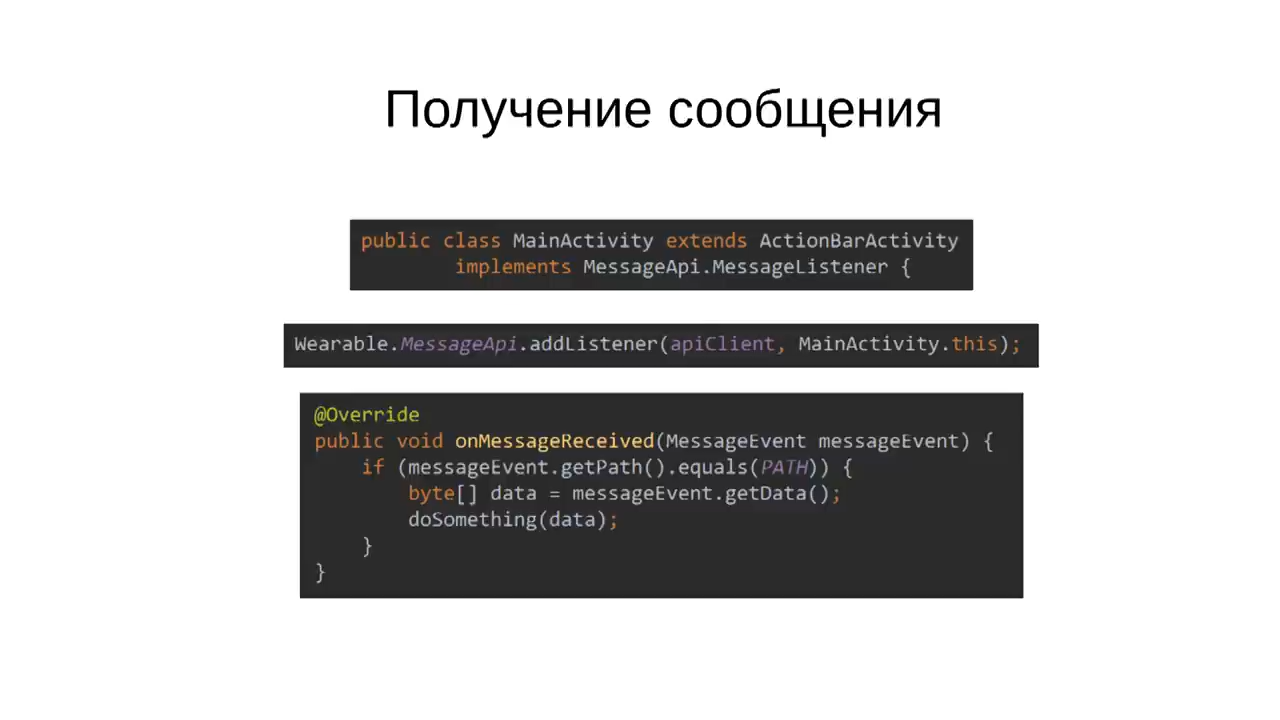 Получение сообщения
public class MainActivity extends ActionBarActivity
        implements MessageApi.MessageListener {
Wearable.MessageApi.addListener(apiClient, MainActivity.this);
@Override
public void onMessageReceived(MessageEvent messageEvent) {
    if (messageEvent.getPath().equals(PATH)) {
        byte[] data = messageEvent.getData();
        doSomething(data);
    }
}